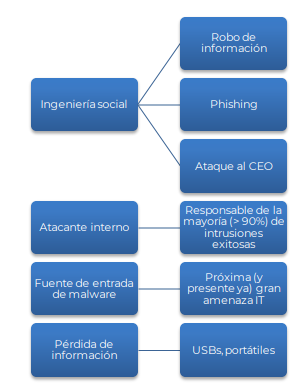 Robo de
información
Ingeniería social
Phishing
Ataque al CEO
Atacante interno
Responsable de la
mayoría (> 90%) de
intrusiones
exitosas
Fuente de entrada
de malware
Próxima (y
presente ya) gran
amenaza IT
Pérdida de
información
USBs, portátiles